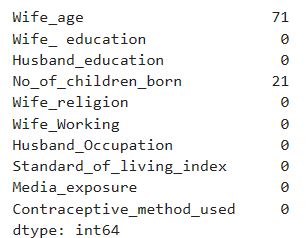 Wife_age 71
Wife_ education 0
Husband_education 0
No_of_children_born 21
Wife_religion 0
Wife_Working 0
Husband_Occupation 0
Standard_of_living_index 0
Media_exposure 0
Contraceptive_method_used 0
dtype: int64